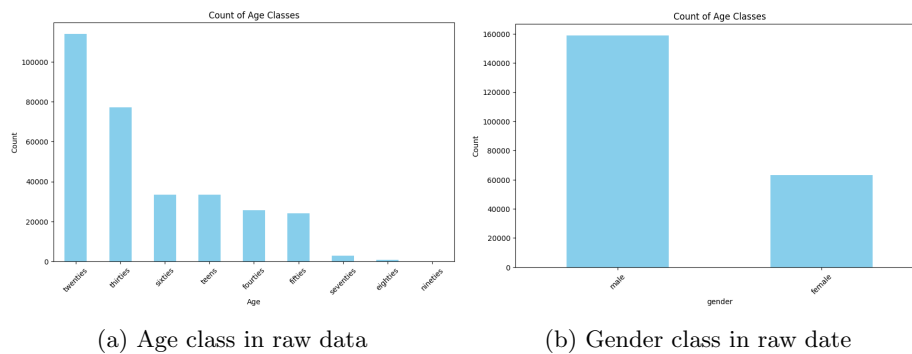 Count of Age Classes
100000
80000
60000
40000
20000
0
Count
twenties
thirties
sixties
teens
fourties
fifties
seventies
eighties
nineties
Age
(a) Age class in raw data
Count of Age Classes
160000
140000
120000
100000
80000
60000
40000
20000
0
Count
male
female
gender
(b) Gender class in raw date